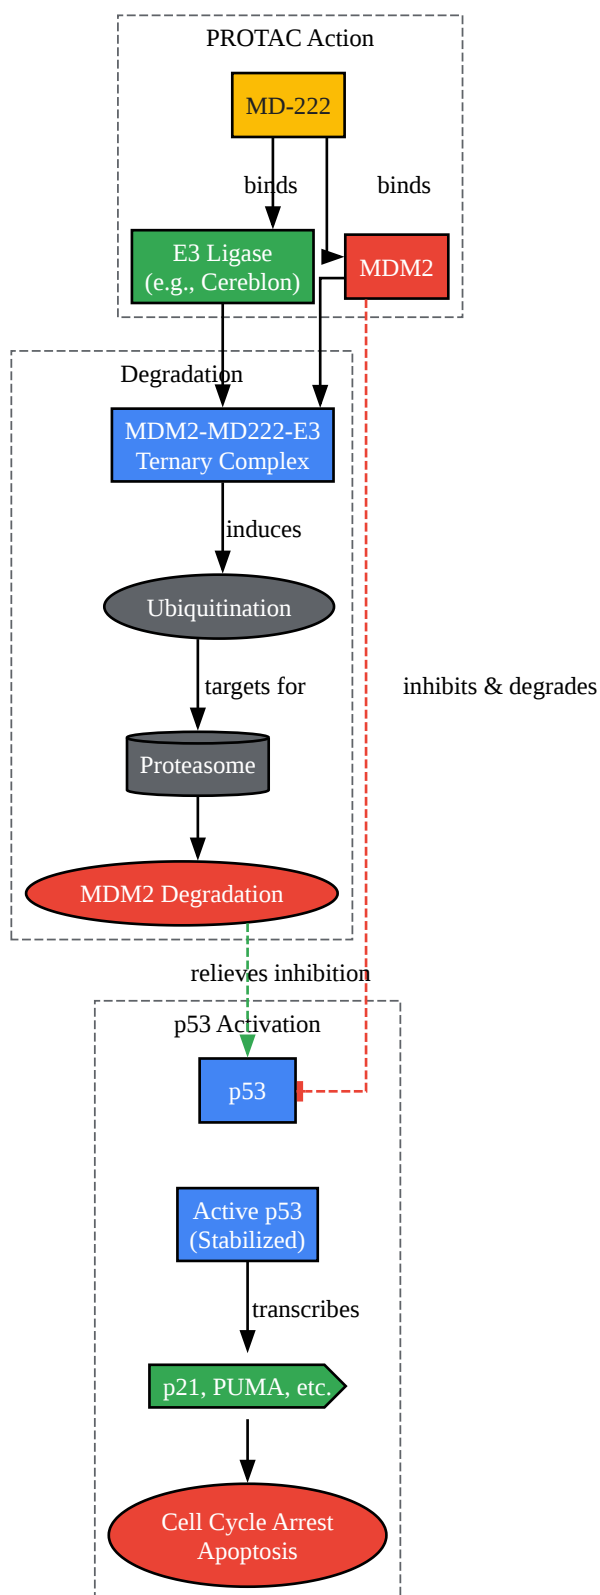 PROTAC Action
MD-222
binds
binds
E3 Ligase
(e.g., Cereblon)
MDM2
Degradation
MDM2-MD222-E3
Ternary Complex
induces
Ubiquitination
targets for
inhibits & degrades
Proteasome
MDM2 Degradation
relieves inhibition
p53 Activation
p53
Active p53
(Stabilized)
transcribes
p21, PUMA, etc.
Cell Cycle Arrest
Apoptosis